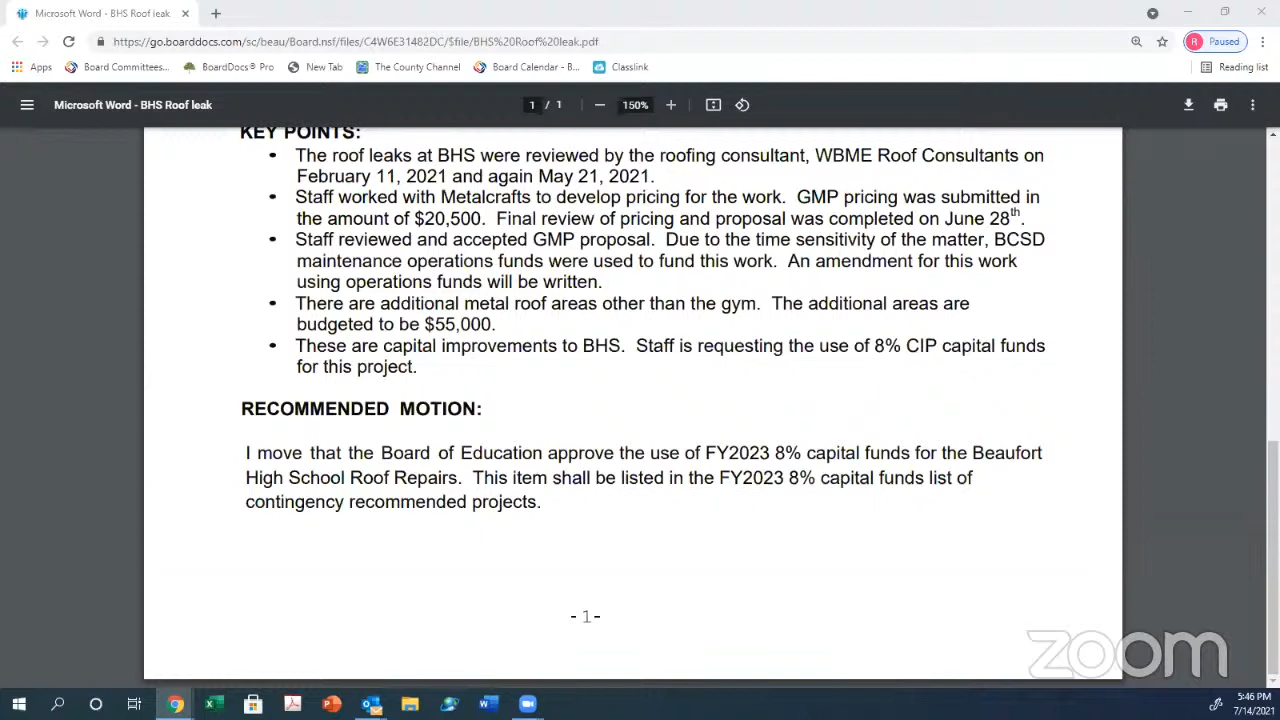 Microsoft Word - BHS Roof leak
https://go.boarddocs.com/sc/beau/Board.nsf/files/C4W6E31482DC/$file/BHS%20Roof%20leak.pdf
R Paused
Apps Board Committees... BoardDocs® Pro New Tab The County Channel Board Calendar - B... Classlink Reading list
Microsoft Word - BHS Roof leak 1 / 1 150%
KEY POINTS:
• The roof leaks at BHS were reviewed by the roofing consultant, WBME Roof Consultants on
February 11, 2021 and again May 21, 2021.
• Staff worked with Metalcrafts to develop pricing for the work. GMP pricing was submitted in
the amount of $20,500. Final review of pricing and proposal was completed on June 28th.
• Staff reviewed and accepted GMP proposal. Due to the time sensitivity of the matter, BCSD
maintenance operations funds were used to fund this work. An amendment for this work
using operations funds will be written.
• There are additional metal roof areas other than the gym. The additional areas are
budgeted to be $55,000.
• These are capital improvements to BHS. Staff is requesting the use of 8% CIP capital funds
for this project.
RECOMMENDED MOTION:
I move that the Board of Education approve the use of FY2023 8% capital funds for the Beaufort
High School Roof Repairs. This item shall be listed in the FY2023 8% capital funds list of
contingency recommended projects.
- 1 -
zoom
5:46 PM
7/14/2021